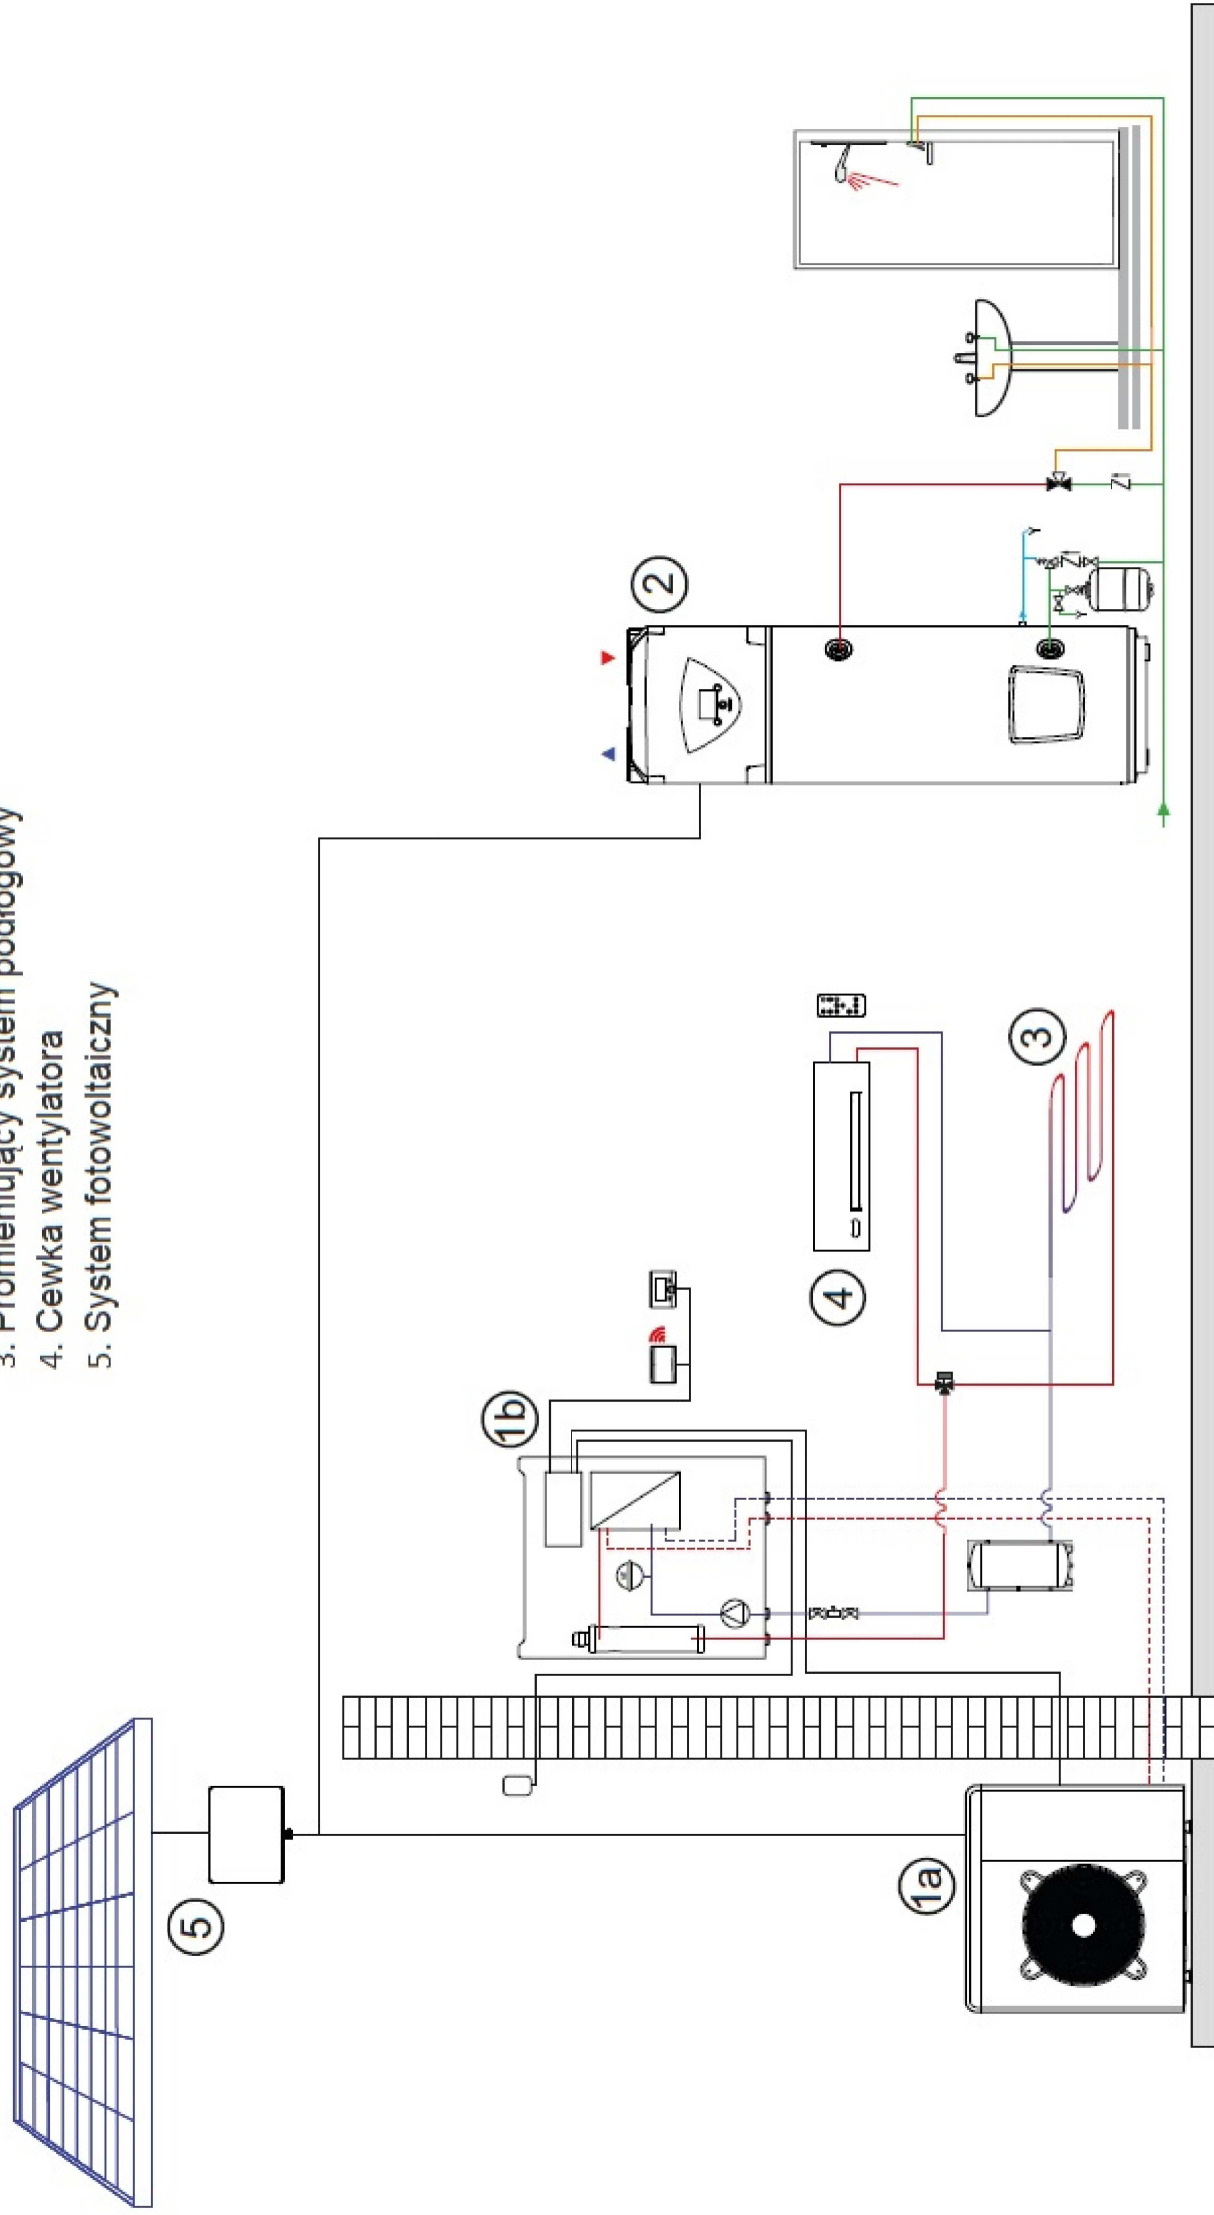 3. Promieniujący system podłogowy
4. Cewka wentylatora
5. System fotowoltaiczny
5
1a
1b
4
3
2